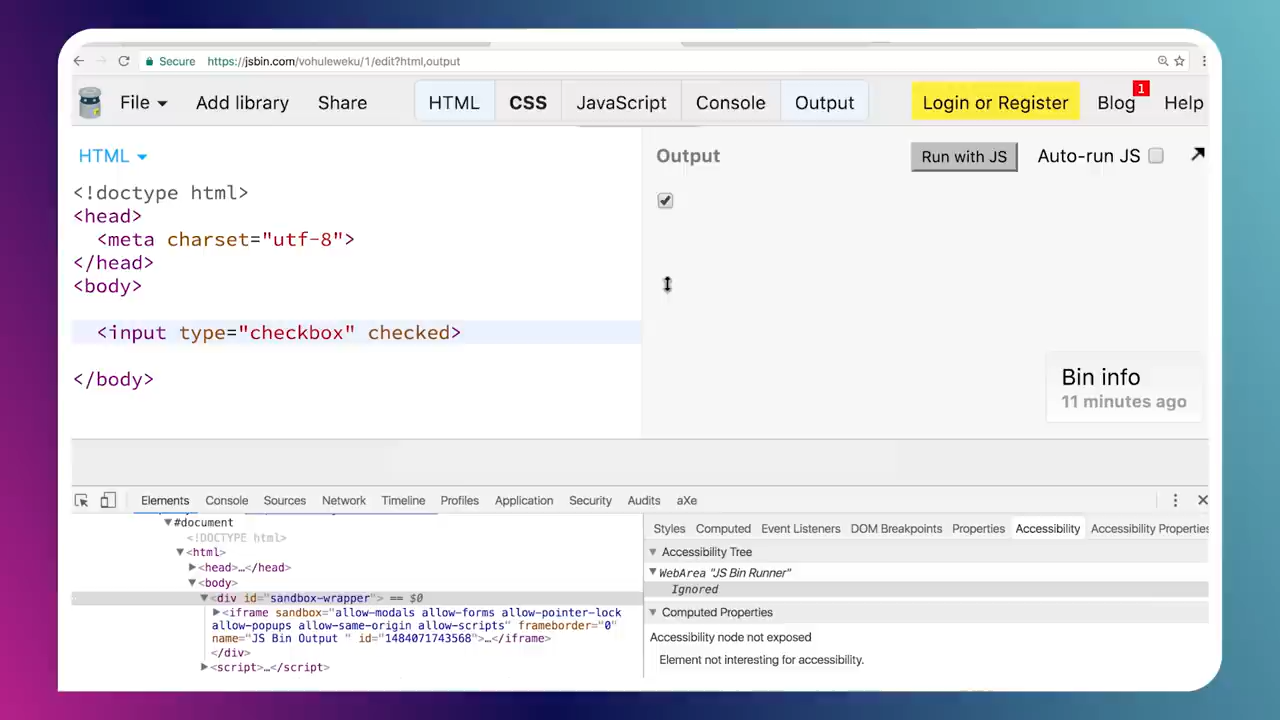 Secure https://jsbin.com/vohuleweku/1/edit?html,output
File Add library Share HTML CSS JavaScript Console Output Login or Register Blog 1 Help
HTML
<!doctype html>
<head>
<meta charset="utf-8">
</head>
<body>
<input type="checkbox" checked>
</body>
Output Run with JS Auto-run JS
Bin info
11 minutes ago
Elements Console Sources Network Timeline Profiles Application Security Audits aXe
#document
<!DOCTYPE html>
<html>
<head>…</head>
<body>
<div id="sandbox-wrapper"> == $0
<iframe sandbox="allow-modals allow-forms allow-pointer-lock
allow-popups allow-same-origin allow-scripts" frameborder="0"
name="JS Bin Output " id="1484071743568">…</iframe>
</div>
<script>…</script>
Styles Computed Event Listeners DOM Breakpoints Properties Accessibility Accessibility Properties
Accessibility Tree
WebArea "JS Bin Runner"
Ignored
Computed Properties
Accessibility node not exposed
Element not interesting for accessibility.